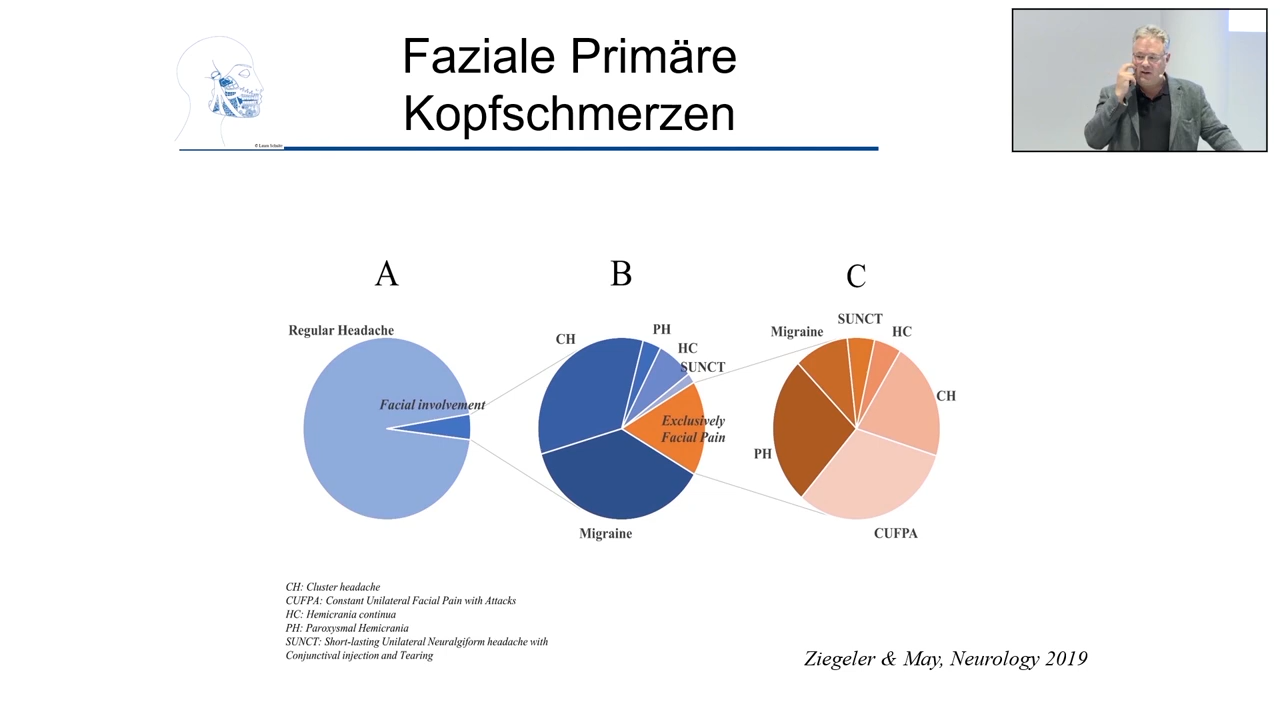 Faziale Primäre
Kopfschmerzen
A
B
C
Regular Headache
Facial involvement
CH
PH
HC
SUNCT
Exclusively
Facial Pain
Migraine
Migraine
SUNCT
HC
CH
PH
CUFPA
CH: Cluster headache
CUFPA: Constant Unilateral Facial Pain with Attacks
HC: Hemicrania continua
PH: Paroxysmal Hemicrania
SUNCT: Short-lasting Unilateral Neuralgiform headache with
Conjunctival injection and Tearing
Ziegeler & May, Neurology 2019